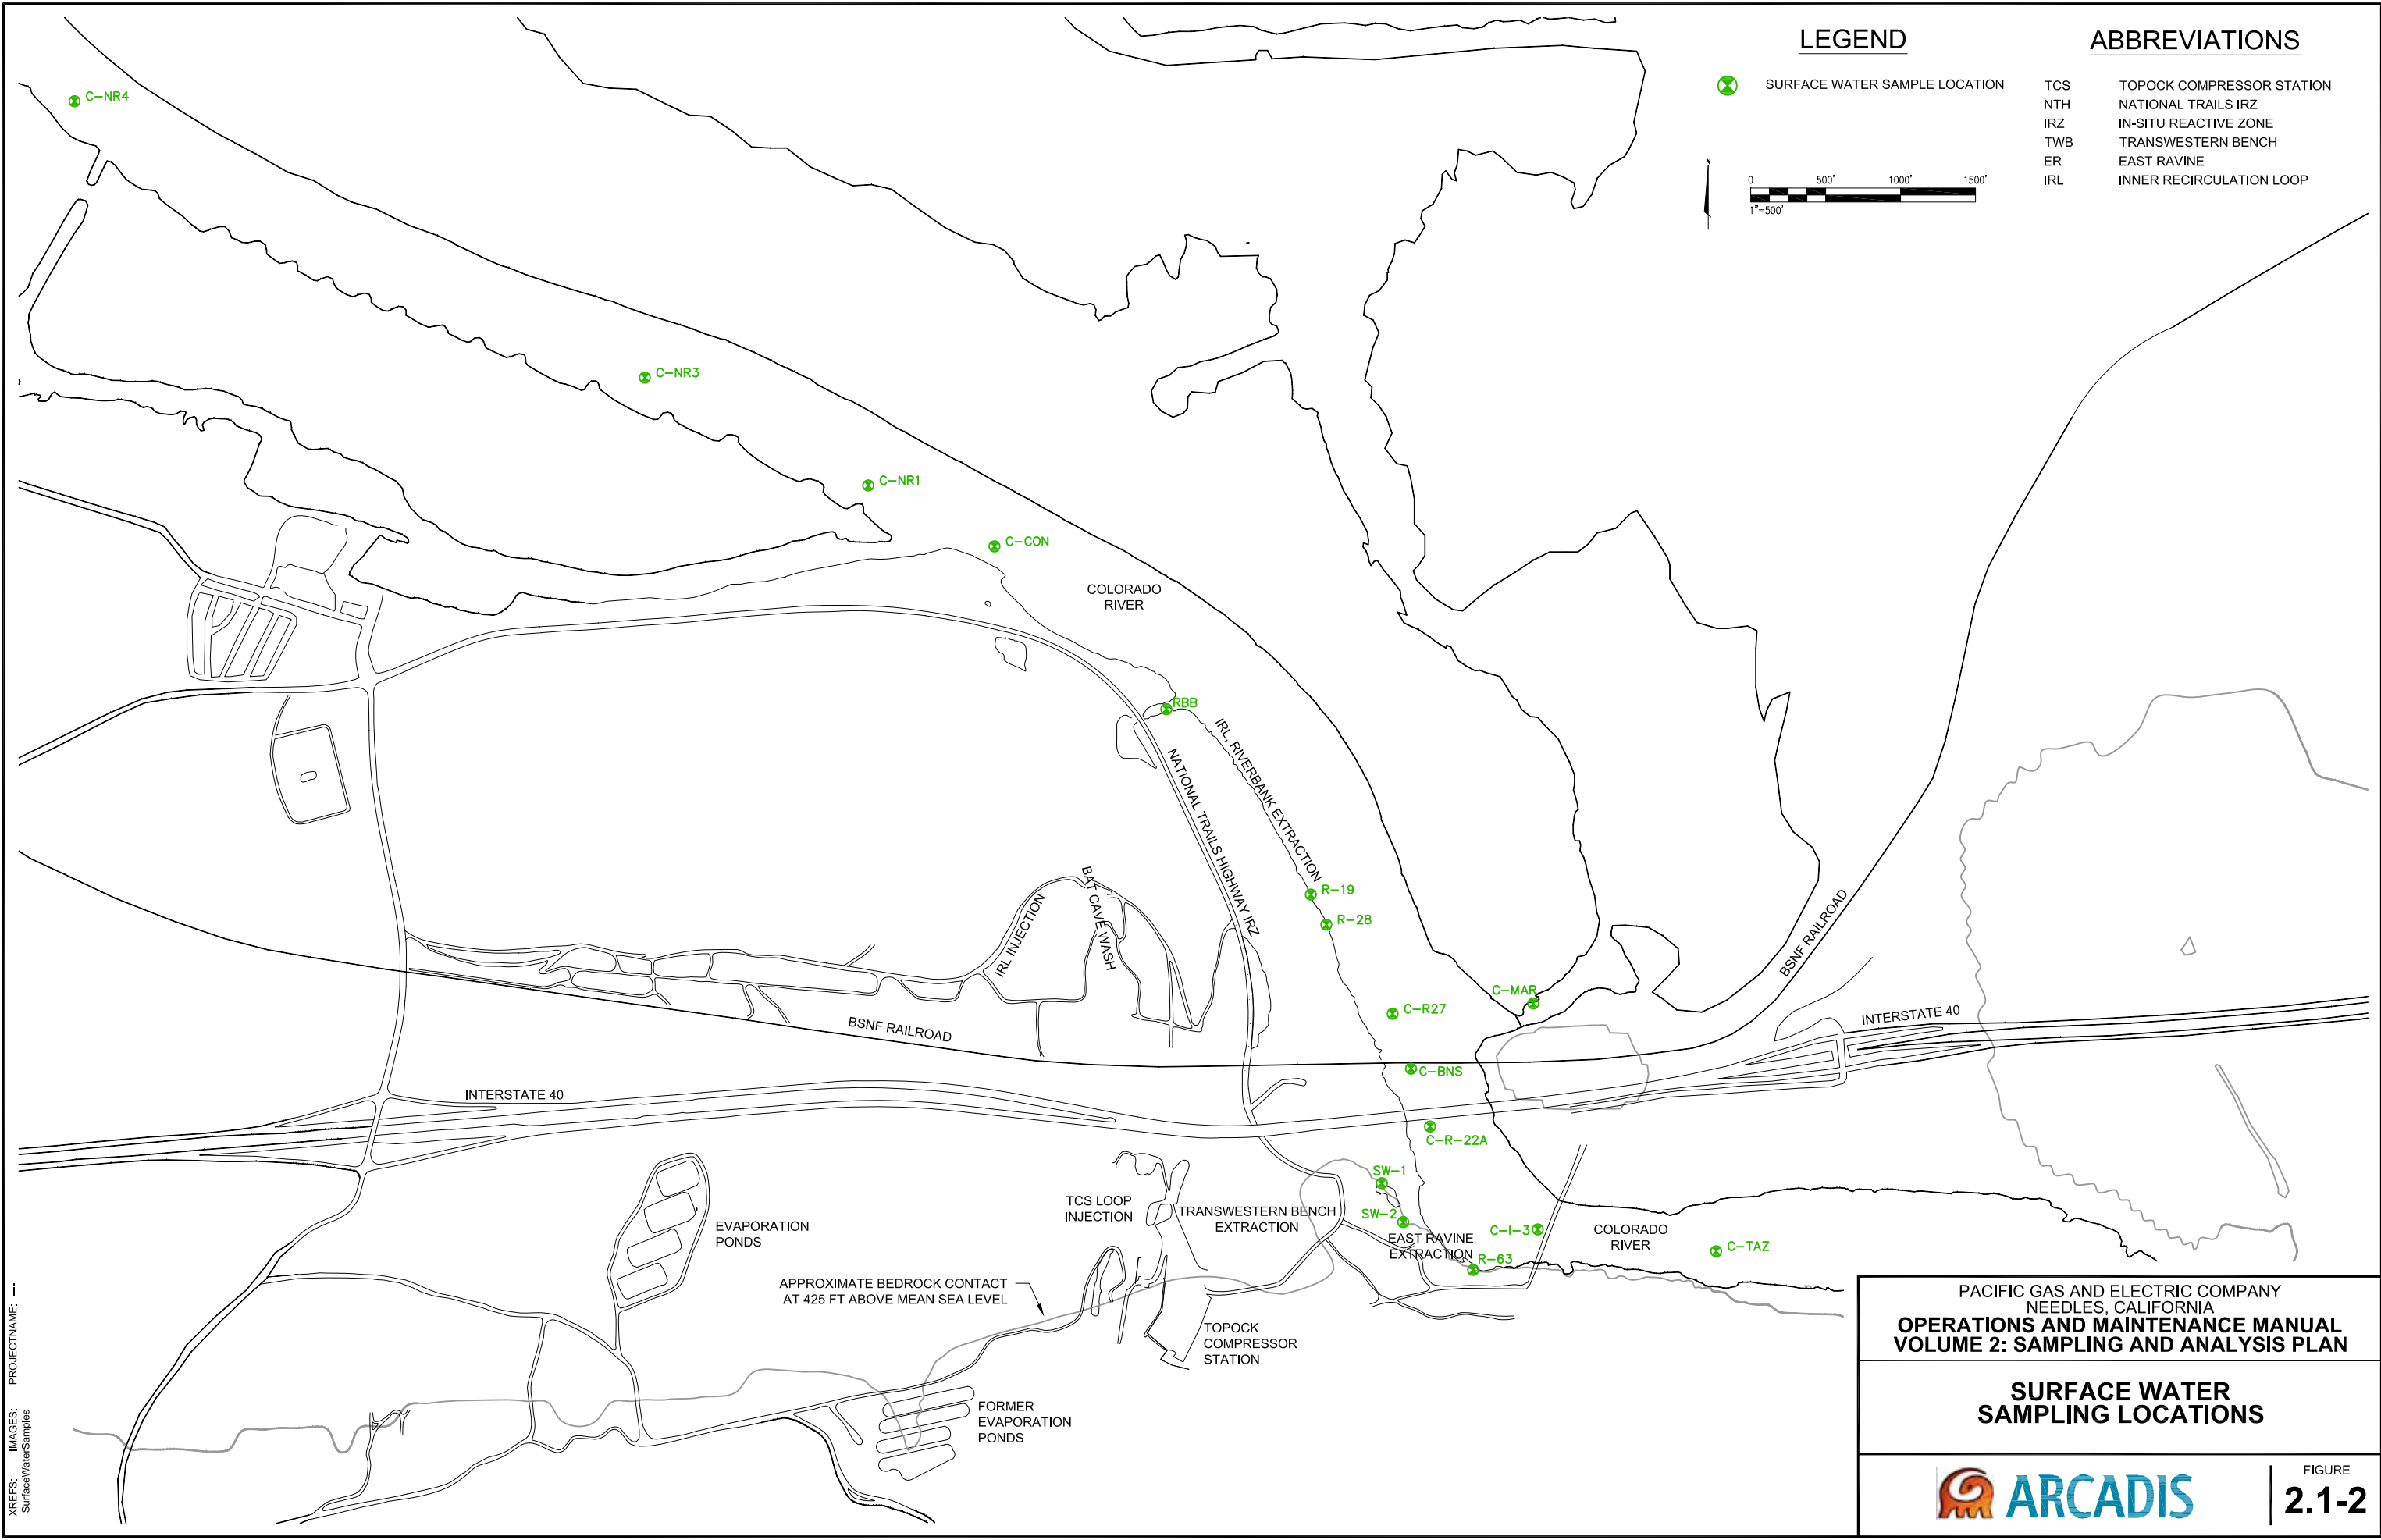 LEGEND
SURFACE WATER SAMPLE LOCATION
ABBREVIATIONS
TCS TOPOCK COMPRESSOR STATION
NTH NATIONAL TRAILS IRZ
IRZ IN-SITU REACTIVE ZONE
TWB TRANSWESTERN BENCH
ER EAST RAVINE
IRL INNER RECIRCULATION LOOP
N
0 500' 1000' 1500'
1"=500'
C-NR4
C-NR3
C-NR1
C-CON
COLORADO
RIVER
RBB
IRL, RIVERBANK EXTRACTION
NATIONAL TRAILS HIGHWAY IRZ
R-19
R-28
BAT CAVE WASH
IRL INJECTION
C-MAR
C-R27
BSNF RAILROAD
BSNF RAILROAD
INTERSTATE 40
INTERSTATE 40
C-BNS
C-R-22A
SW-1
SW-2
TCS LOOP
INJECTION
TRANSWESTERN BENCH
EXTRACTION
EAST RAVINE
EXTRACTION
C-I-3
R-63
COLORADO
RIVER
C-TAZ
EVAPORATION
PONDS
APPROXIMATE BEDROCK CONTACT
AT 425 FT ABOVE MEAN SEA LEVEL
TOPOCK
COMPRESSOR
STATION
FORMER
EVAPORATION
PONDS
XREFS: IMAGES: PROJECTNAME: ---
SurfaceWaterSamples
PACIFIC GAS AND ELECTRIC COMPANY
NEEDLES, CALIFORNIA
OPERATIONS AND MAINTENANCE MANUAL
VOLUME 2: SAMPLING AND ANALYSIS PLAN
SURFACE WATER
SAMPLING LOCATIONS
ARCADIS
FIGURE
2.1-2